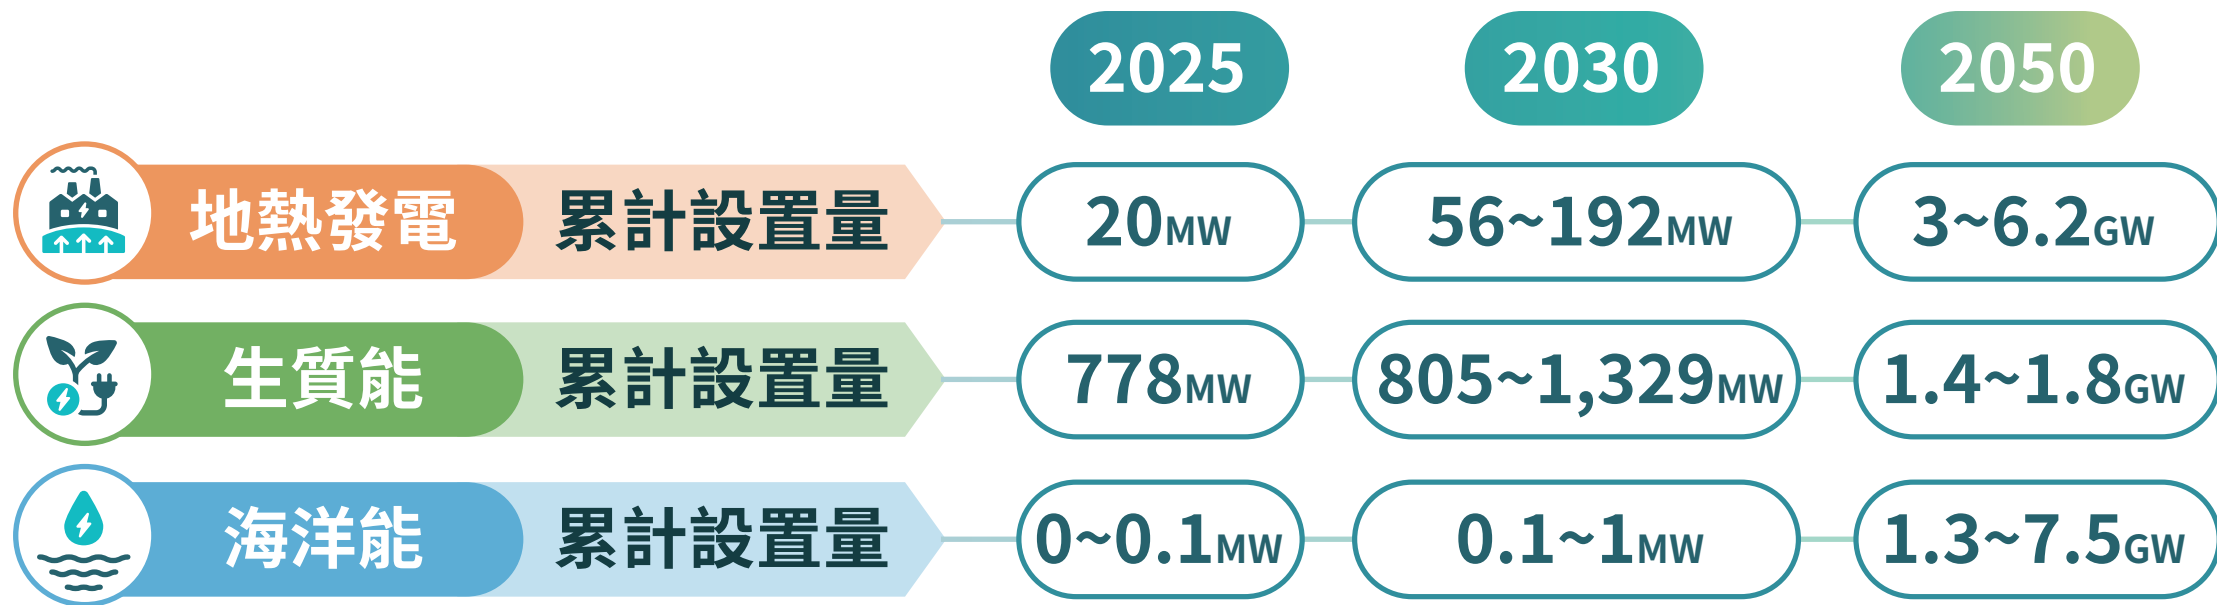 2025 2030 2050
地熱發電 累計設置量 20MW 56~192MW 3~6.2GW
生質能 累計設置量 778MW 805~1,329MW 1.4~1.8GW
海洋能 累計設置量 0~0.1MW 0.1~1MW 1.3~7.5GW